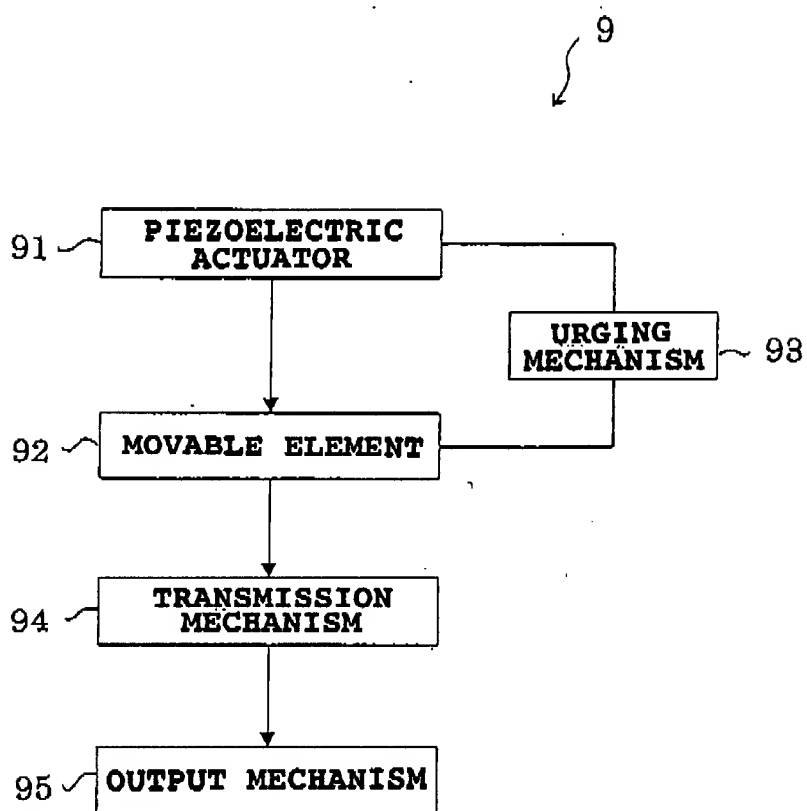 9
91
PIEZOELECTRIC
ACTUATOR
URGING
MECHANISM
93
92
MOVABLE ELEMENT
94
TRANSMISSION
MECHANISM
95
OUTPUT MECHANISM